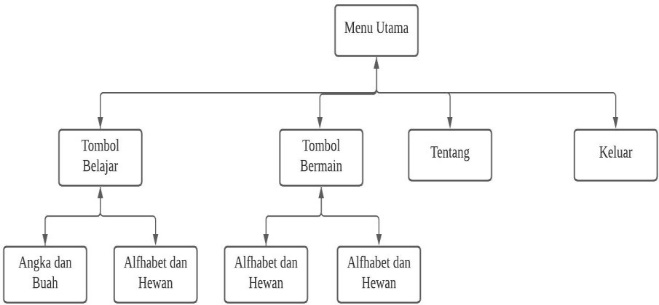 Menu Utama
Tombol
Belajar
Tombol
Bermain
Tentang
Keluar
Angka dan
Buah
Alfhabet dan
Hewan
Alfhabet dan
Hewan
Alfhabet dan
Hewan